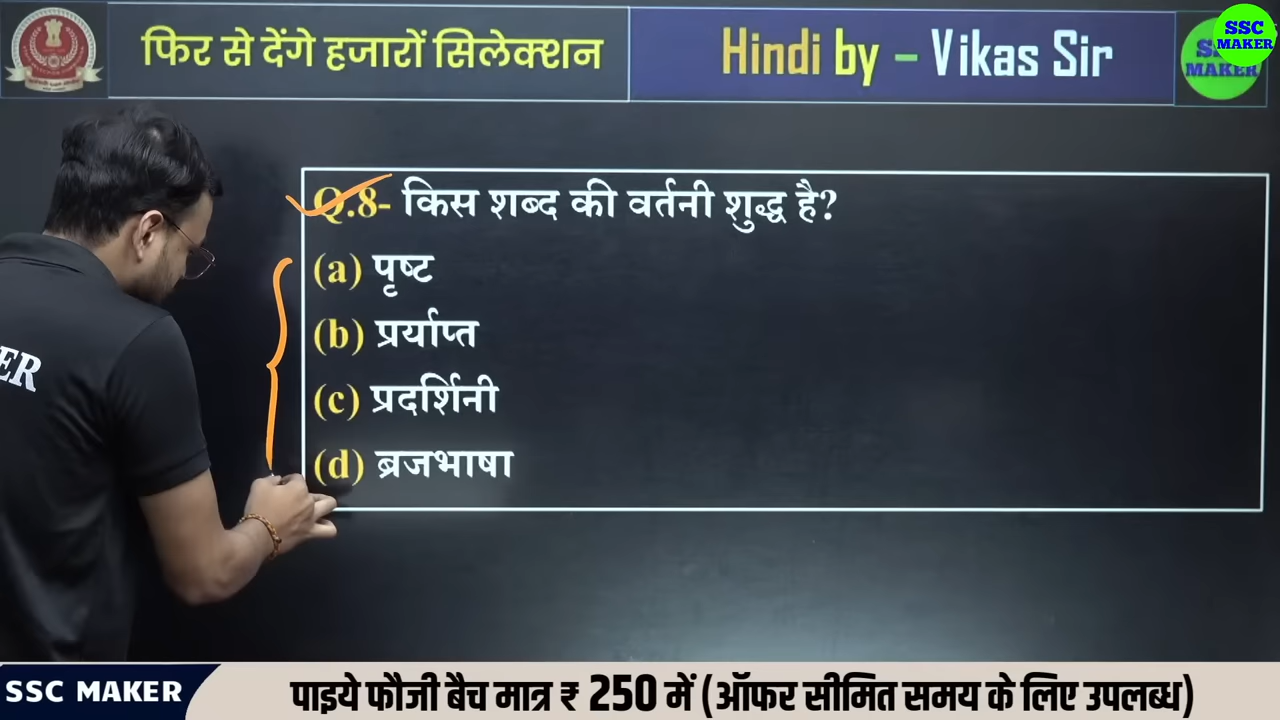 फिर से देंगे हजारों सिलेक्शन
Hindi by – Vikas Sir
SSC
MAKER
MAKER
ER
Q.8- किस शब्द की वर्तनी शुद्ध है?
(a) पृष्ट
(b) प्रर्याप्त
(c) प्रदर्शिनी
(d) ब्रजभाषा
SSC MAKER
पाइये फौजी बैच मात्र ₹ 250 में (ऑफर सीमित समय के लिए उपलब्ध)